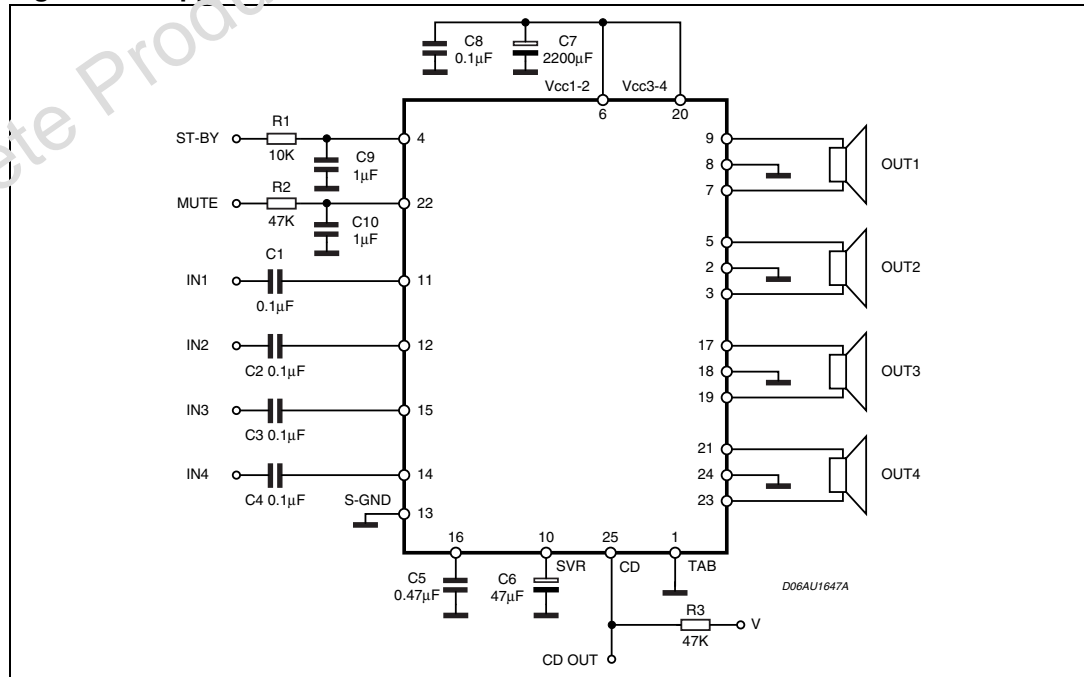 C8
0.1µF
C7
2200µF
Vcc1-2
Vcc3-4
6
20
ST-BY
R1
10K
4
C9
1µF
MUTE
R2
47K
22
C10
1µF
IN1
C1
0.1µF
11
IN2
C2 0.1µF
12
IN3
C3 0.1µF
15
IN4
C4 0.1µF
14
S-GND
13
9
8
7
OUT1
5
2
3
OUT2
17
18
19
OUT3
21
24
23
OUT4
16
10
25
1
SVR
CD
TAB
C5
0.47µF
C6
47µF
D06AU1647A
R3
47K
V
CD OUT